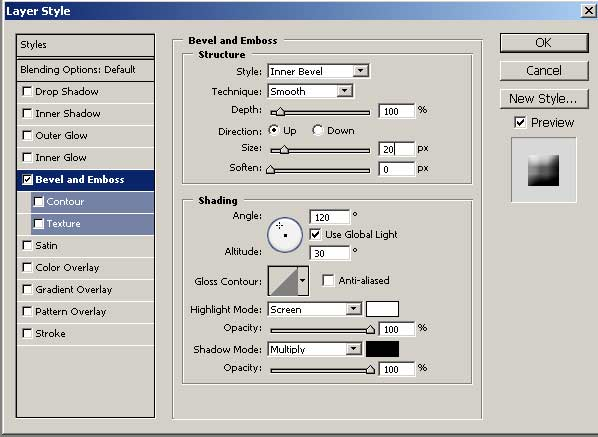 Layer Style
Styles
Blending Options: Default
Drop Shadow
Inner Shadow
Outer Glow
Inner Glow
Bevel and Emboss
Contour
Texture
Satin
Color Overlay
Gradient Overlay
Pattern Overlay
Stroke
Bevel and Emboss
Structure
Style: Inner Bevel
Technique: Smooth
Depth: 100 %
Direction: Up Down
Size: 20 px
Soften: 0 px
Shading
Angle: 120 °
Use Global Light
Altitude: 30 °
Gloss Contour: Anti-aliased
Highlight Mode: Screen
Opacity: 100 %
Shadow Mode: Multiply
Opacity: 100 %
OK
Cancel
New Style...
Preview